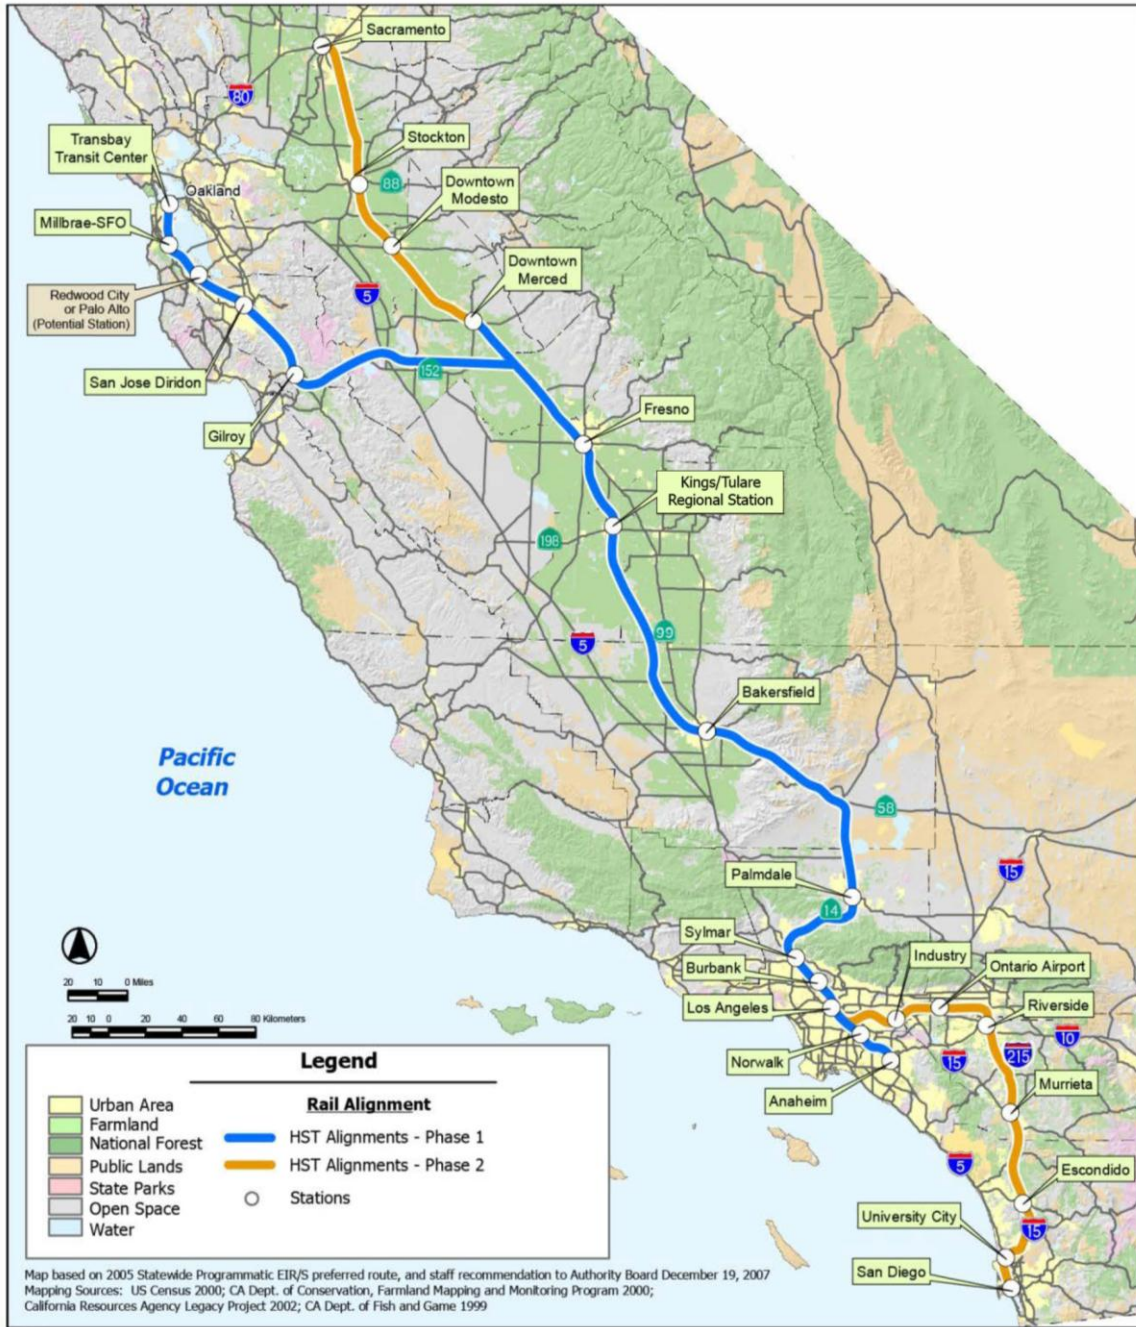 Sacramento
80
Transbay
Transit Center
Stockton
Oakland
88
Downtown
Modesto
Millbrae-SFO
Downtown
Merced
Redwood City
or Palo Alto
(Potential Station)
5
San Jose Diridon
152
Fresno
Gilroy
Kings/Tulare
Regional Station
198
99
5
Bakersfield
Pacific
Ocean
58
15
Palmdale
14
Sylmar
Industry
Burbank
Ontario Airport
Los Angeles
Riverside
10
215
15
Norwalk
Murrieta
Anaheim
5
Escondido
University City
15
San Diego
20 10 0 Miles
20 10 0 20 40 80 Kilometers
Legend
Urban Area
Farmland
National Forest
Public Lands
State Parks
Open Space
Water
Rail Alignment
HST Alignments - Phase 1
HST Alignments - Phase 2
Stations
Map based on 2005 Statewide Programmatic EIR/S preferred route, and staff recommendation to Authority Board December 19, 2007
Mapping Sources: US Census 2000; CA Dept. of Conservation, Farmland Mapping and Monitoring Program 2000;
California Resources Agency Legacy Project 2002; CA Dept. of Fish and Game 1999